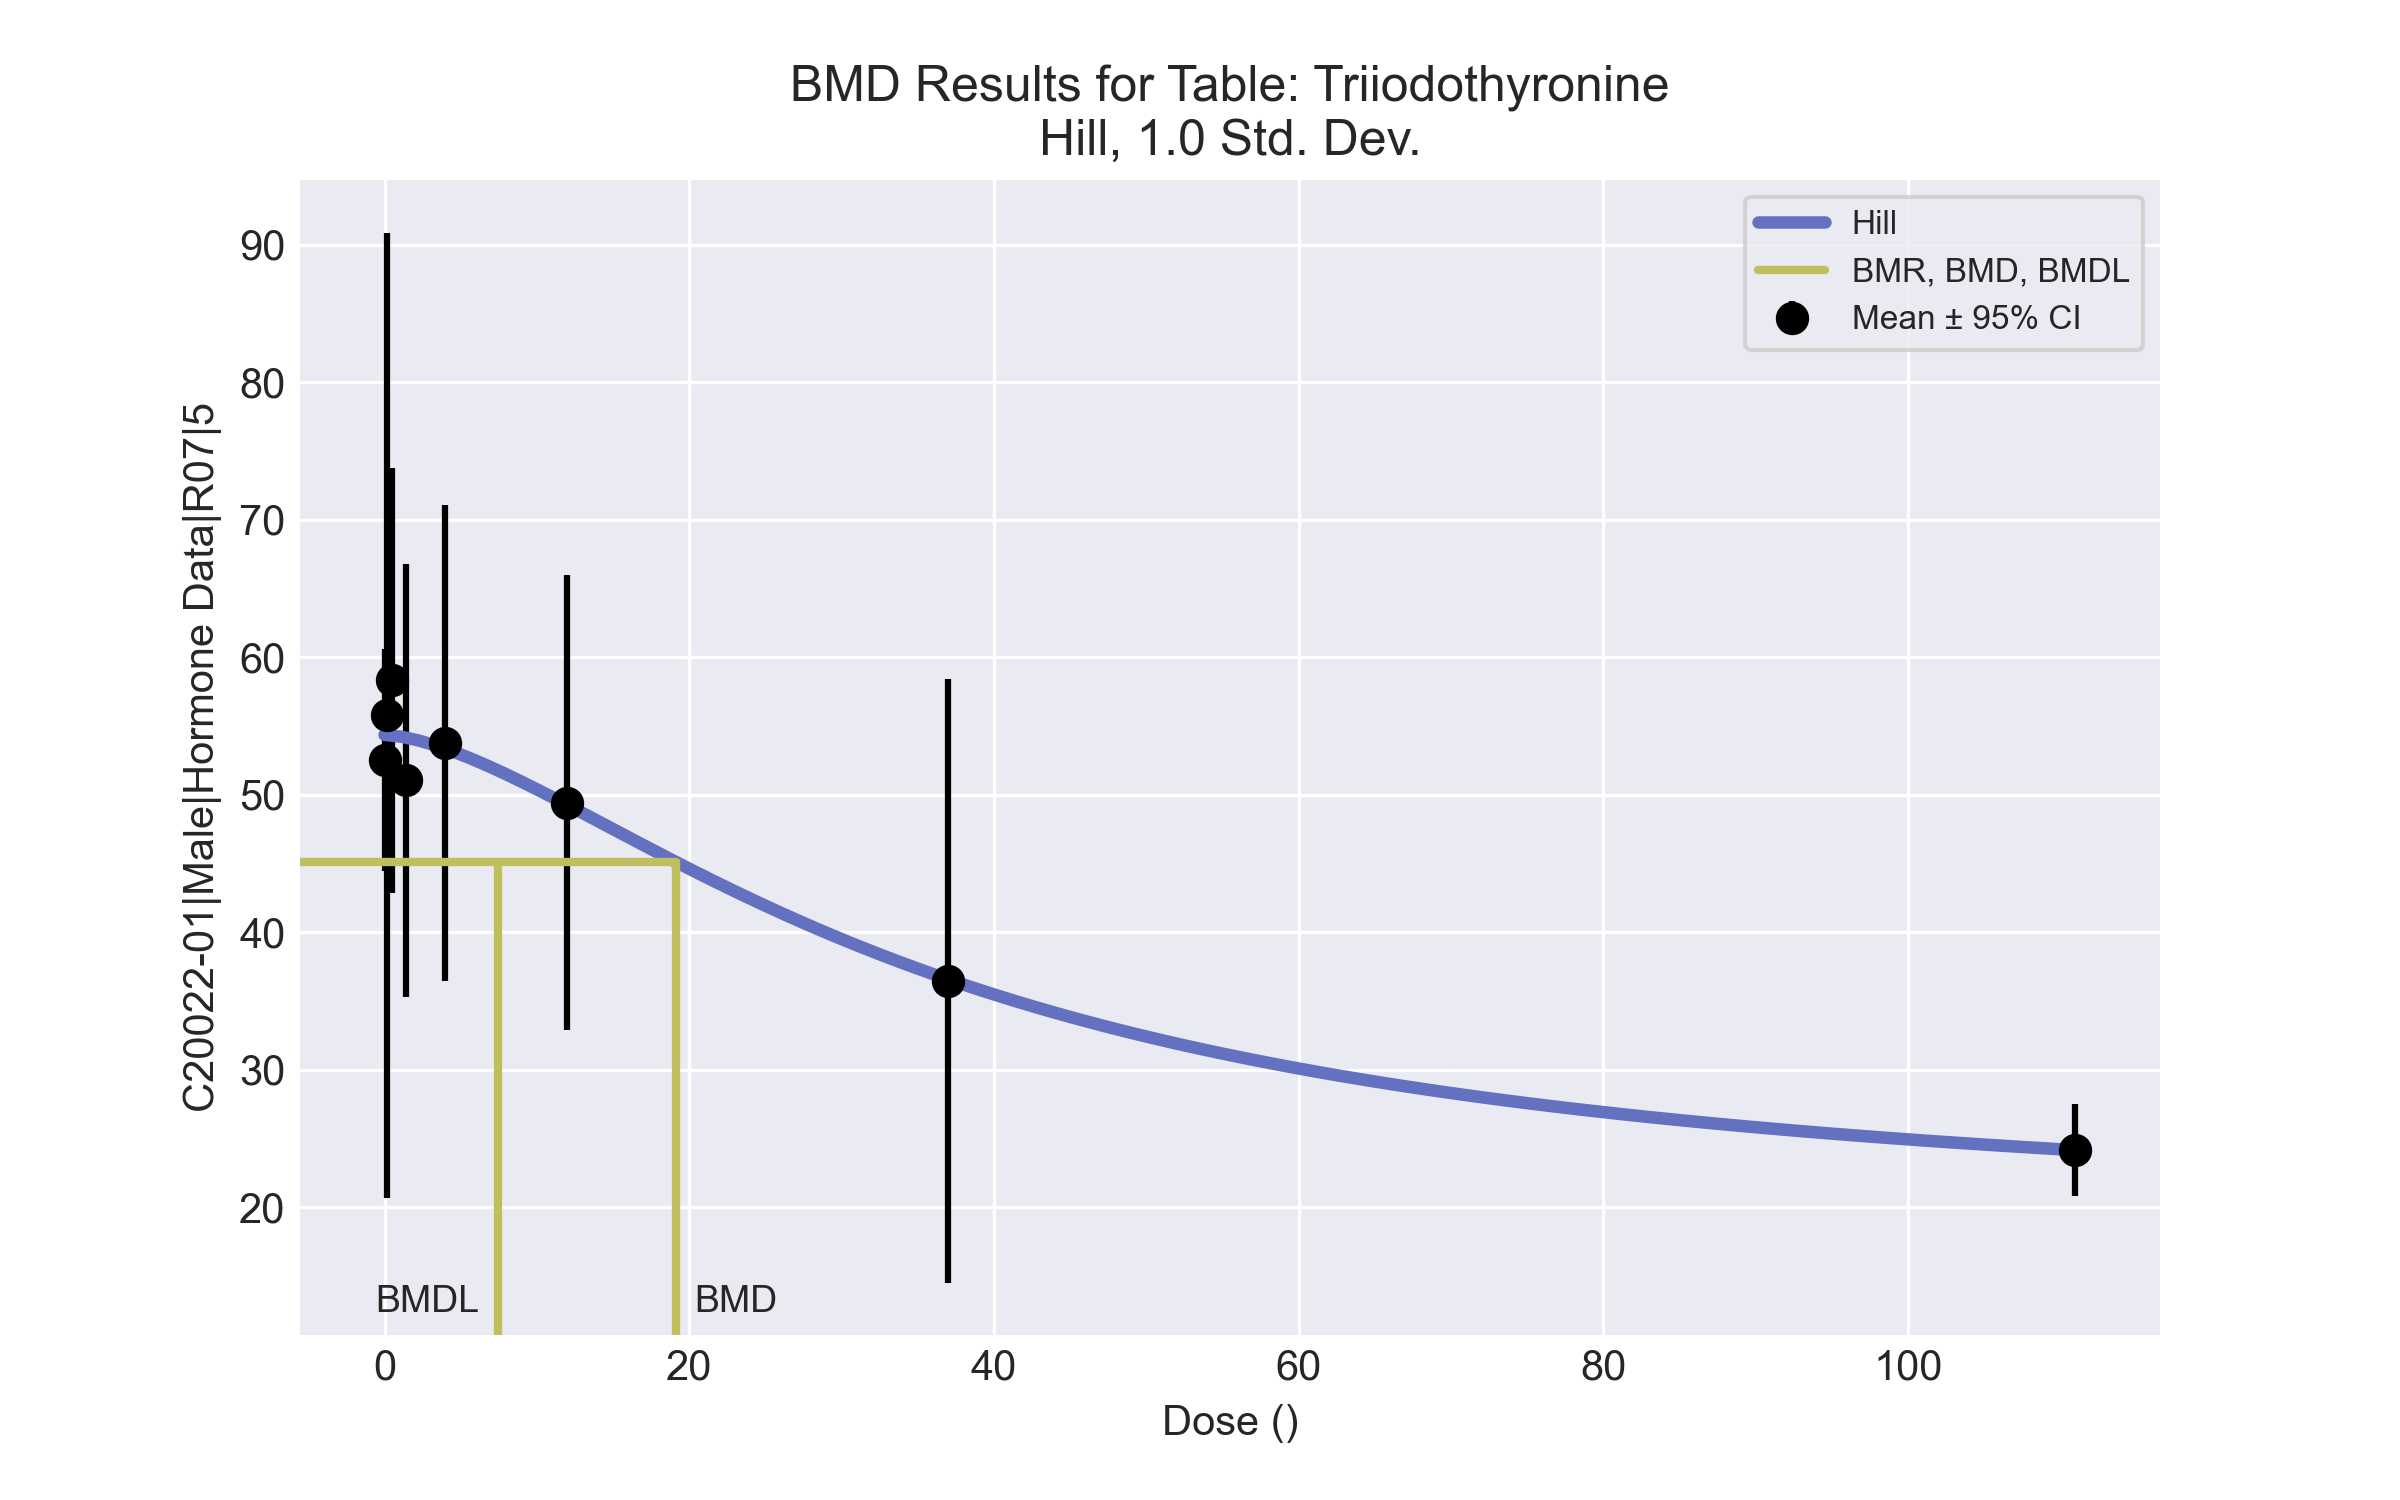 BMD Results for Table: Triiodothyronine
Hill, 1.0 Std. Dev.
Hill
BMR, BMD, BMDL
Mean ± 95% CI
C20022-01|Male|Hormone Data|R07|5
90
80
70
60
50
40
30
20
BMDL
BMD
0
20
40
60
80
100
Dose ()